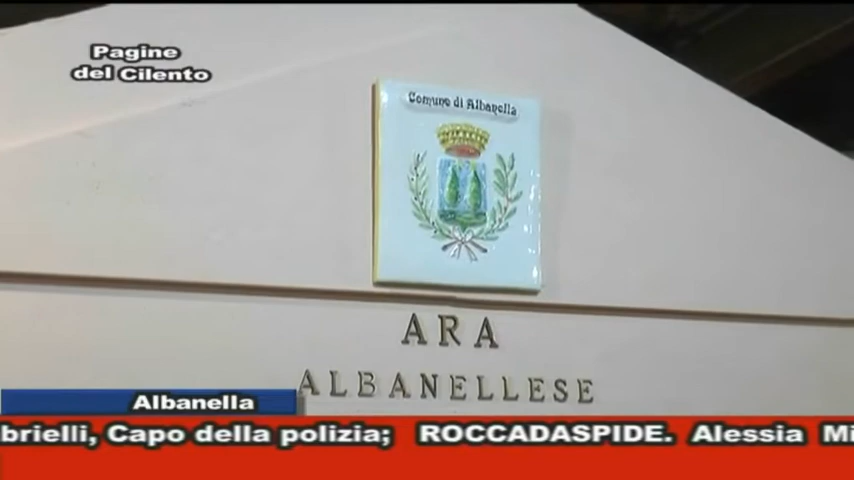 Pagine
del Cilento
Comune di Albanella
ARA
ALBANELLESE
Albanella
brielli, Capo della polizia; ROCCADASPIDE. Alessia Mi